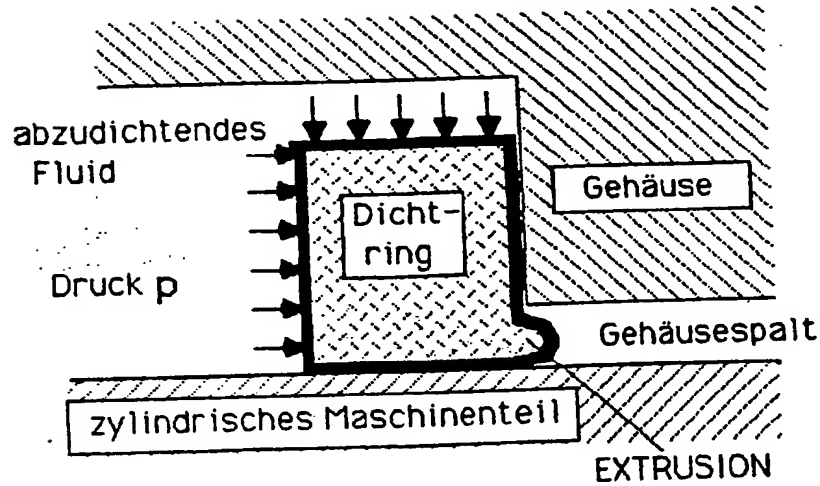 abzudichtendes
Fluid
Gehäuse
Dicht-
ring
Druck p
Gehäusespalt
zylindrisches Maschinenteil
EXTRUSION